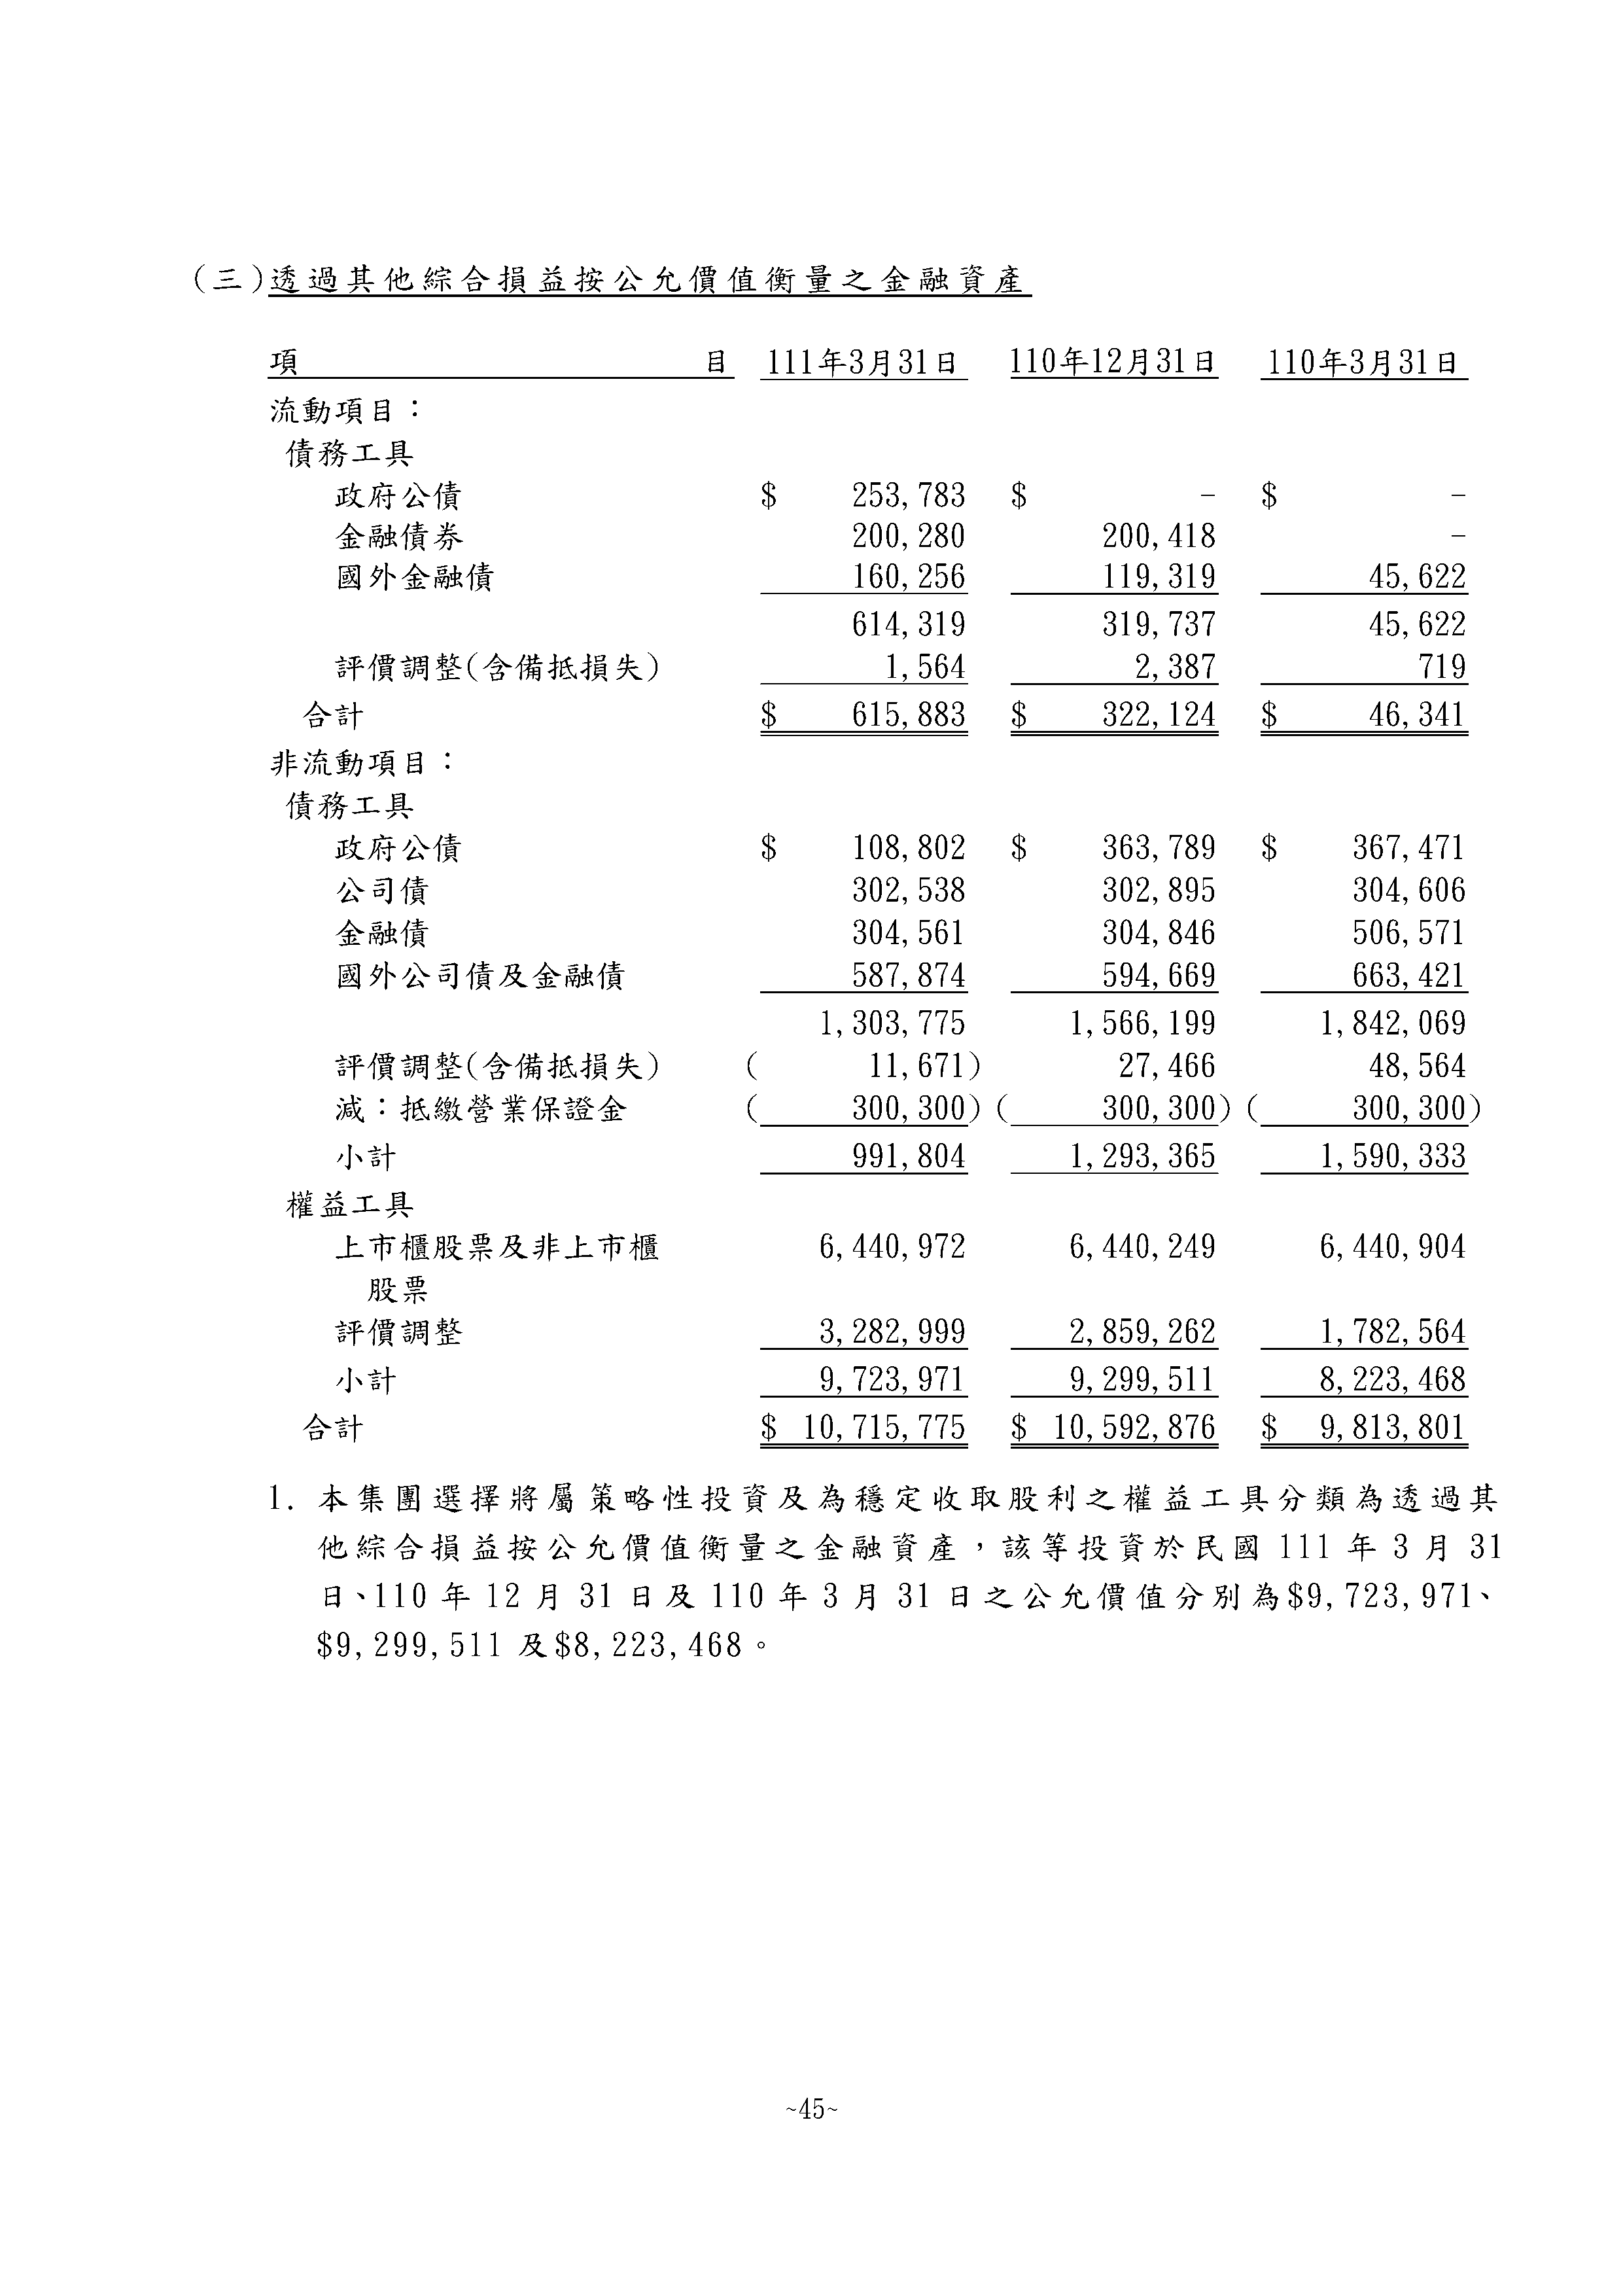 (三)透過其他綜合損益按公允價值衡量之金融資產
項 目 111年3月31日 110年12月31日 110年3月31日
流動項目：
債務工具
政府公債 $ 253,783 $ - $ -
金融債券 200,280 200,418 -
國外金融債 160,256 119,319 45,622
614,319 319,737 45,622
評價調整(含備抵損失) 1,564 2,387 719
合計 $ 615,883 $ 322,124 $ 46,341
非流動項目：
債務工具
政府公債 $ 108,802 $ 363,789 $ 367,471
公司債 302,538 302,895 304,606
金融債 304,561 304,846 506,571
國外公司債及金融債 587,874 594,669 663,421
1,303,775 1,566,199 1,842,069
評價調整(含備抵損失) ( 11,671) 27,466 48,564
減：抵繳營業保證金 ( 300,300) ( 300,300) ( 300,300)
小計 991,804 1,293,365 1,590,333
權益工具
上市櫃股票及非上市櫃 6,440,972 6,440,249 6,440,904
股票
評價調整 3,282,999 2,859,262 1,782,564
小計 9,723,971 9,299,511 8,223,468
合計 $ 10,715,775 $ 10,592,876 $ 9,813,801
1. 本集團選擇將屬策略性投資及為穩定收取股利之權益工具分類為透過其
他綜合損益按公允價值衡量之金融資產，該等投資於民國 111 年 3 月 31
日、110 年 12 月 31 日及 110 年 3 月 31 日之公允價值分別為$9,723,971、
$9,299,511 及$8,223,468。
~45~